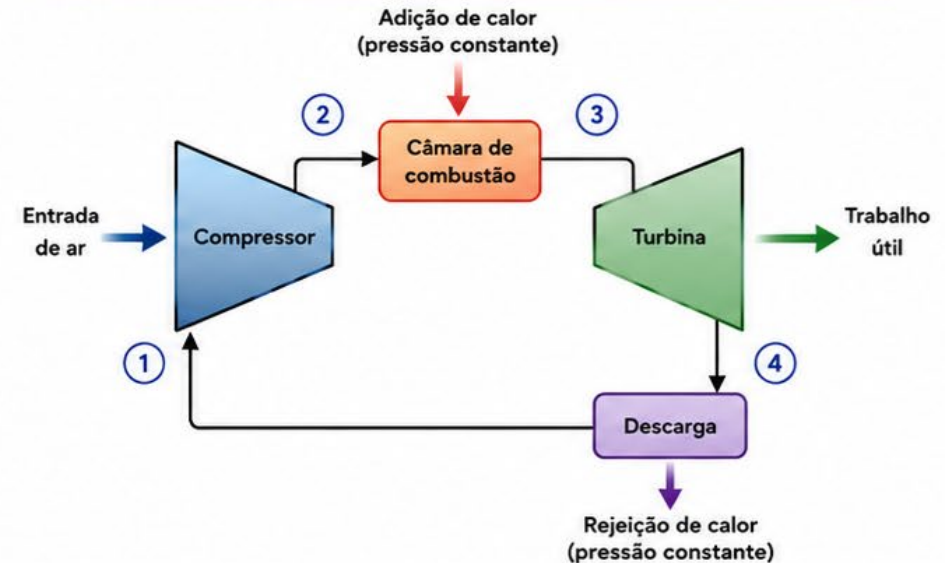 Adição de calor
(pressão constante)
2
3
Câmara de
combustão
Entrada
de ar
Compressor
Turbina
Trabalho
útil
1
4
Descarga
Rejeição de calor
(pressão constante)